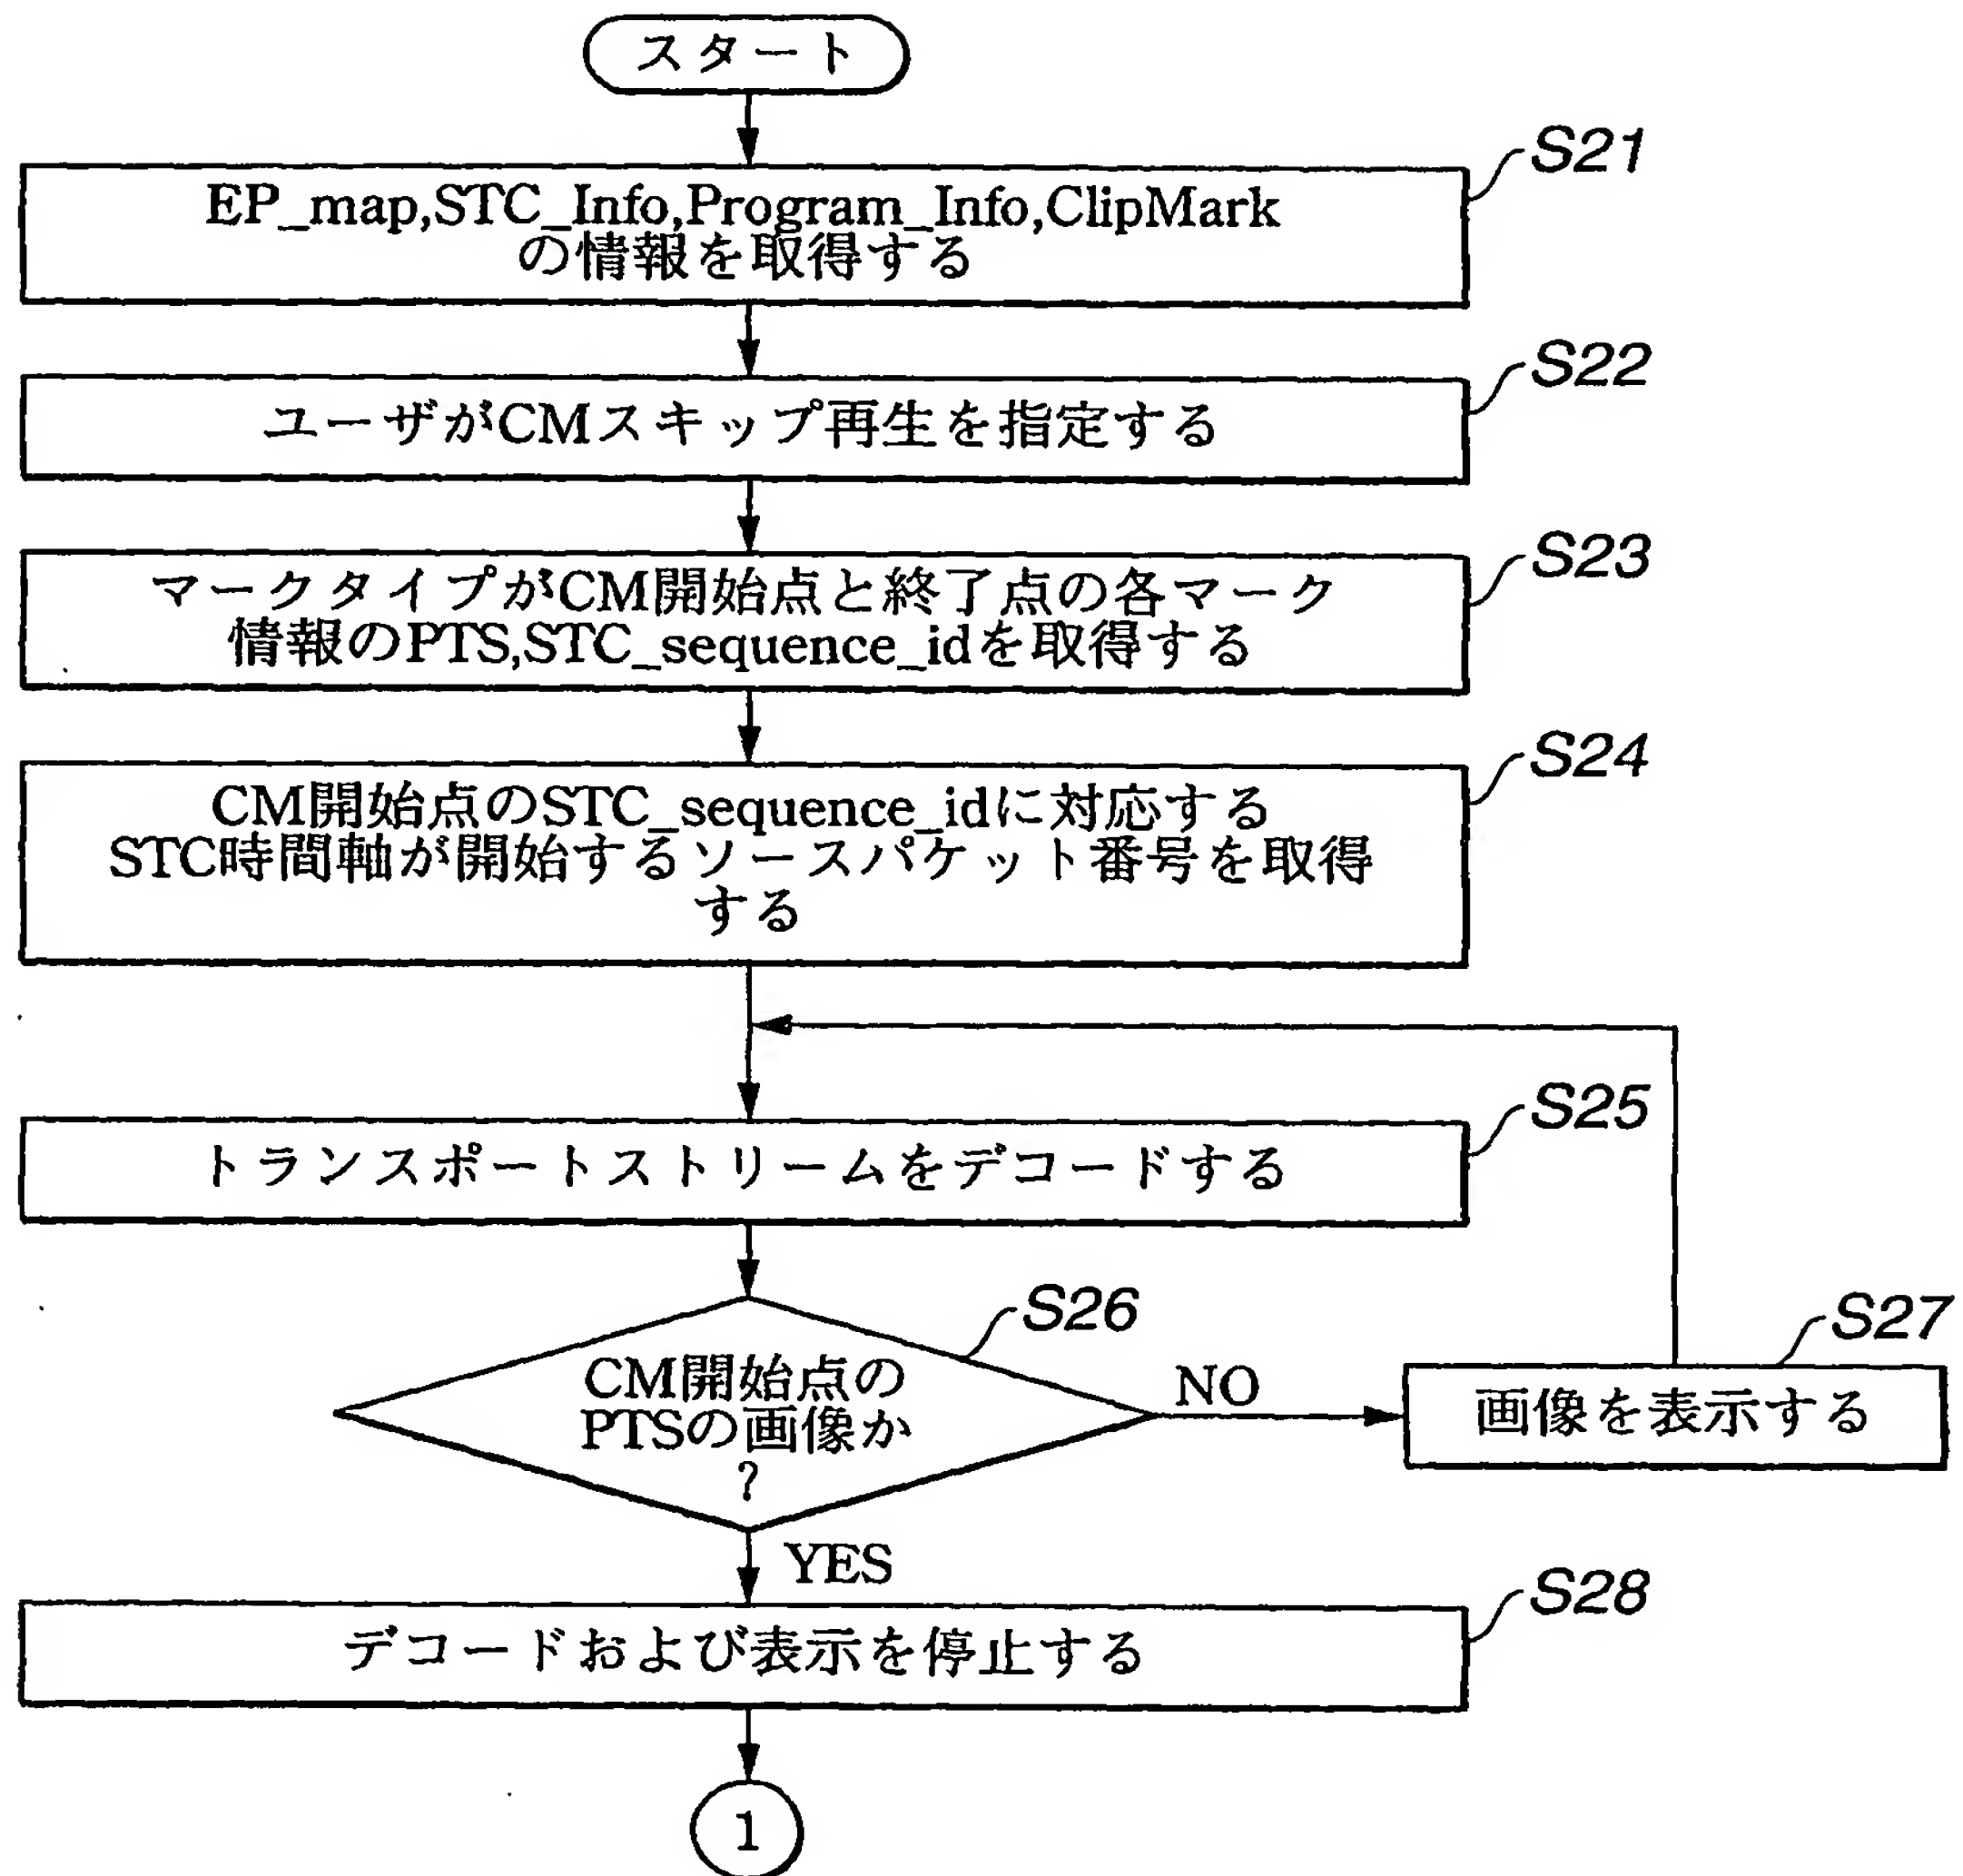 スタート
S21
EP_map,STC_Info,Program_Info,ClipMark
の情報を取得する
S22
ユーザがCMスキップ再生を指定する
S23
マークタイプがCM開始点と終了点の各マーク
情報のPTS,STC_sequence_idを取得する
S24
CM開始点のSTC_sequence_idに対応する
STC時間軸が開始するソースパケット番号を取得
する
S25
トランスポートストリームをデコードする
S26
CM開始点の
PTSの画像か
?
NO
S27
画像を表示する
YES
S28
デコードおよび表示を停止する
1